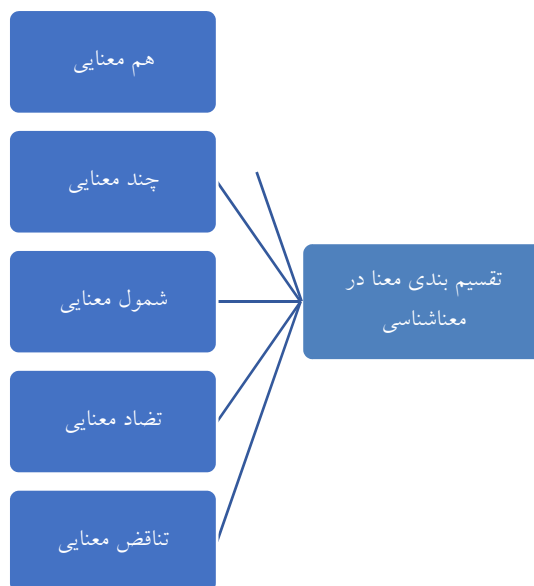 تقسیم بندی معنا در
معناشناسی
هم معنایی
چند معنایی
شمول معنایی
تضاد معنایی
تناقض معنایی